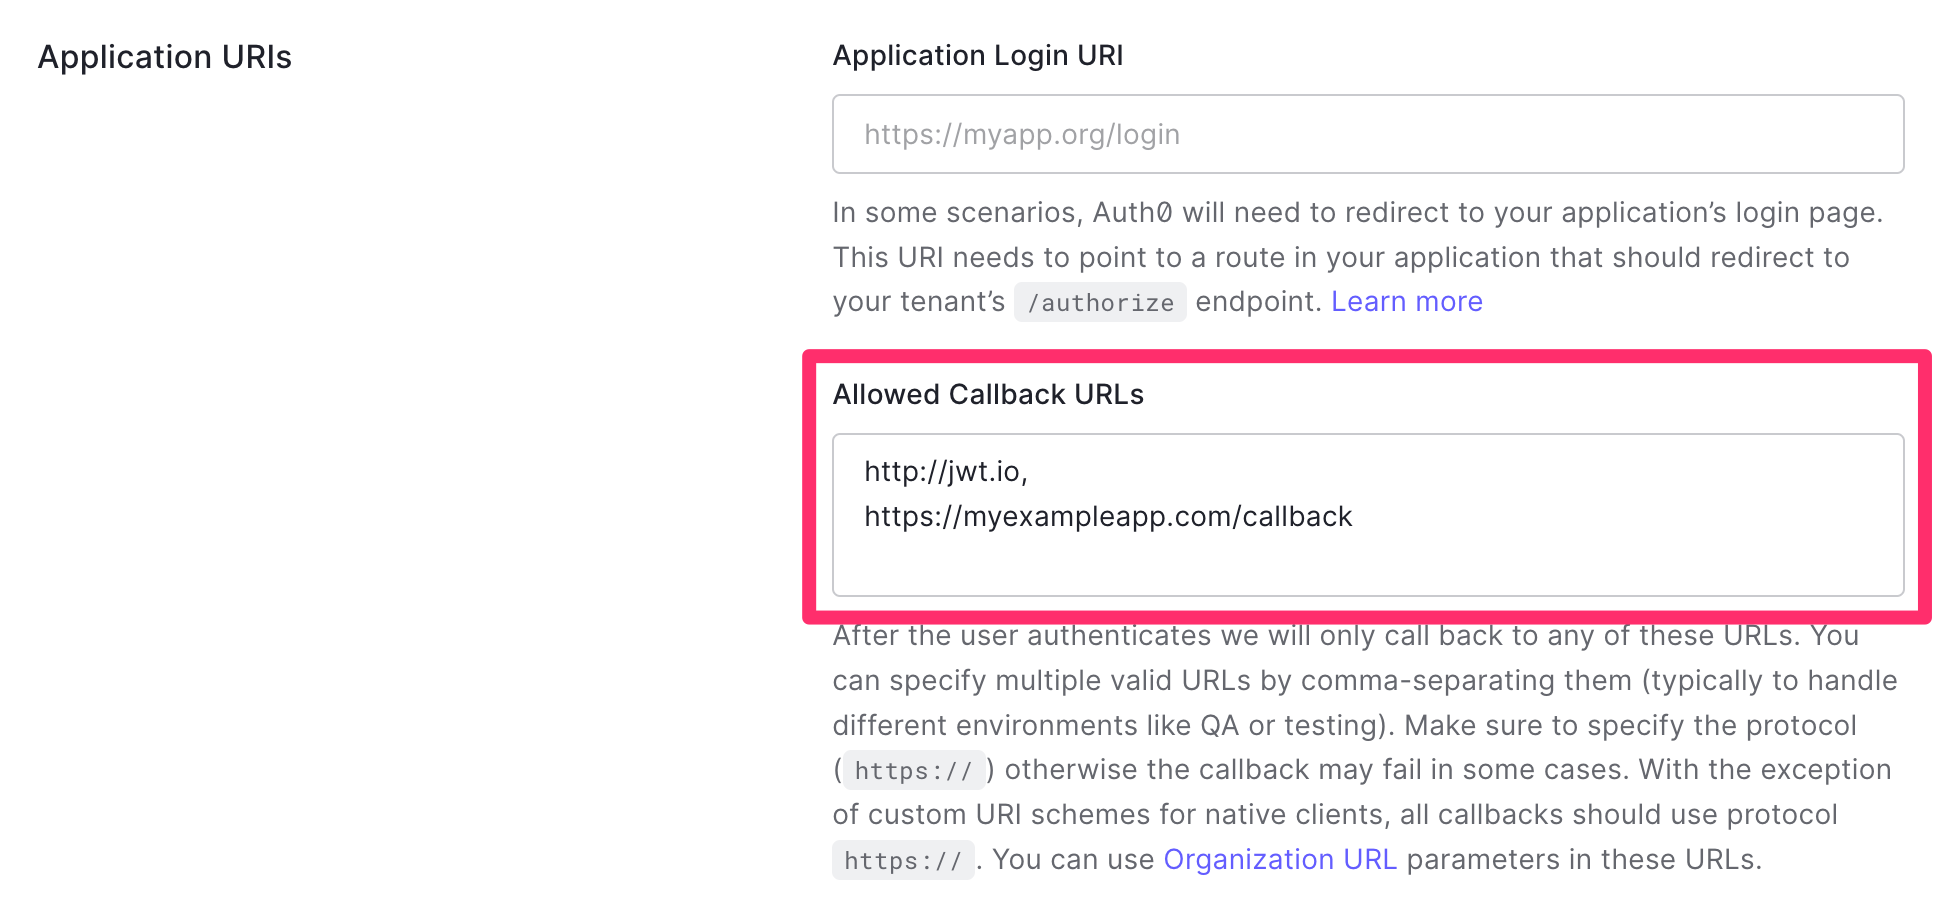 Application URIs
Application Login URI
https://myapp.org/login
In some scenarios, Auth0 will need to redirect to your application’s login page.
This URI needs to point to a route in your application that should redirect to
your tenant’s /authorize endpoint. Learn more
Allowed Callback URLs
http://jwt.io,
https://myexampleapp.com/callback
After the user authenticates we will only call back to any of these URLs. You
can specify multiple valid URLs by comma-separating them (typically to handle
different environments like QA or testing). Make sure to specify the protocol
(https://) otherwise the callback may fail in some cases. With the exception
of custom URI schemes for native clients, all callbacks should use protocol
https://. You can use Organization URL parameters in these URLs.